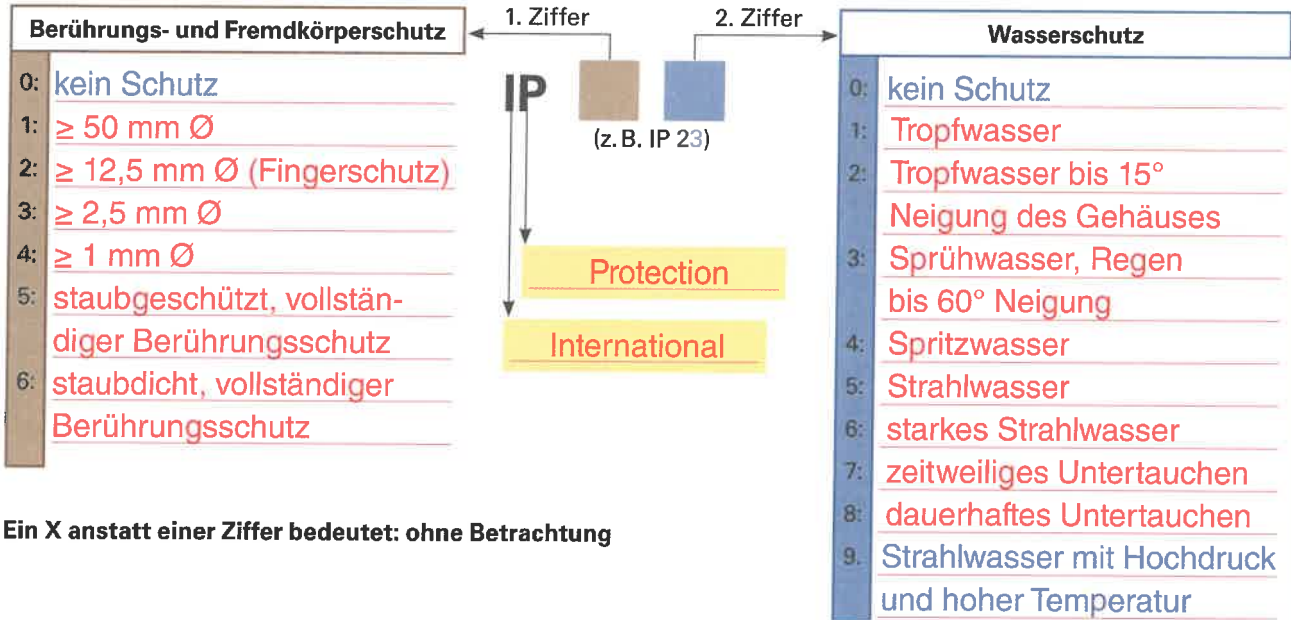 Berührungs- und Fremdkörperschutz
0: kein Schutz
1: ≥ 50 mm Ø
2: ≥ 12,5 mm Ø (Fingerschutz)
3: ≥ 2,5 mm Ø
4: ≥ 1 mm Ø
5: staubgeschützt, vollstän-
diger Berührungsschutz
6: staubdicht, vollständiger
Berührungsschutz
1. Ziffer
2. Ziffer
IP
(z. B. IP 23)
Protection
International
Wasserschutz
0: kein Schutz
1: Tropfwasser
2: Tropfwasser bis 15°
Neigung des Gehäuses
3: Sprühwasser, Regen
bis 60° Neigung
4: Spritzwasser
5: Strahlwasser
6: starkes Strahlwasser
7: zeitweiliges Untertauchen
8: dauerhaftes Untertauchen
9. Strahlwasser mit Hochdruck
und hoher Temperatur
Ein X anstatt einer Ziffer bedeutet: ohne Betrachtung